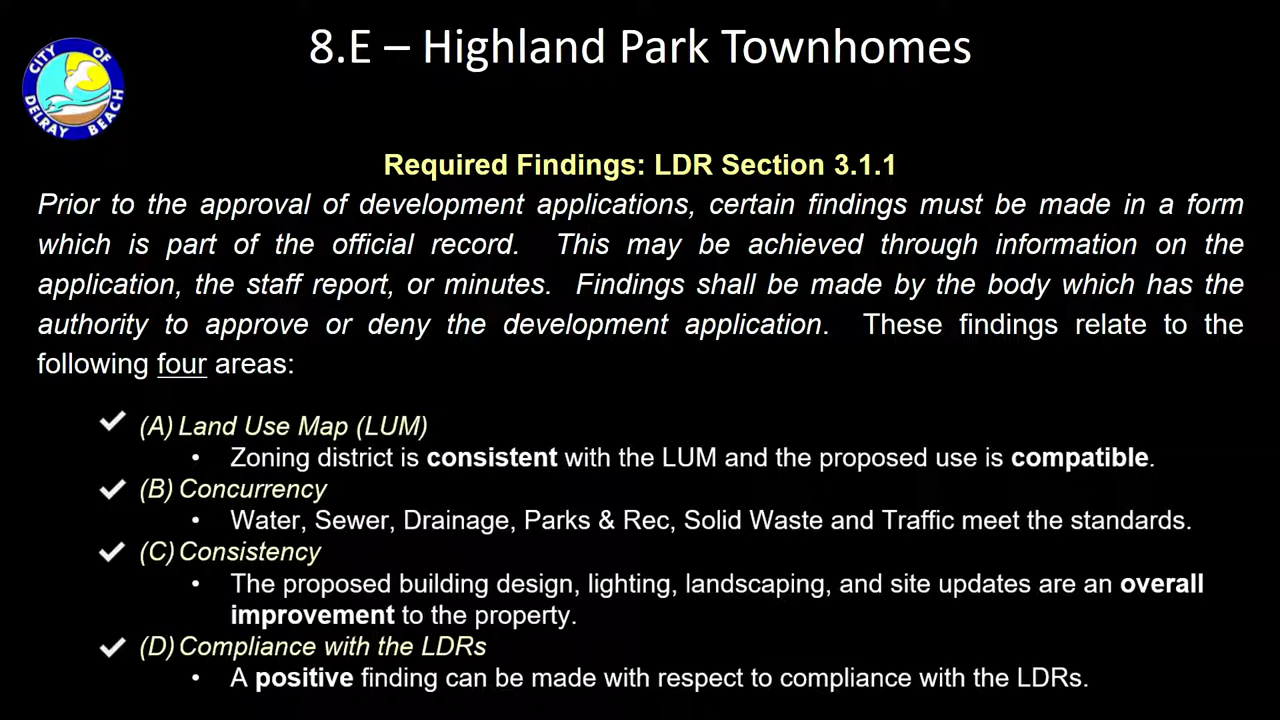 8.E – Highland Park Townhomes
CITY OF
DELRAY BEACH
Required Findings: LDR Section 3.1.1
Prior to the approval of development applications, certain findings must be made in a form
which is part of the official record. This may be achieved through information on the
application, the staff report, or minutes. Findings shall be made by the body which has the
authority to approve or deny the development application. These findings relate to the
following four areas:
✓ (A) Land Use Map (LUM)
• Zoning district is consistent with the LUM and the proposed use is compatible.
✓ (B) Concurrency
• Water, Sewer, Drainage, Parks & Rec, Solid Waste and Traffic meet the standards.
✓ (C) Consistency
• The proposed building design, lighting, landscaping, and site updates are an overall
improvement to the property.
✓ (D) Compliance with the LDRs
• A positive finding can be made with respect to compliance with the LDRs.